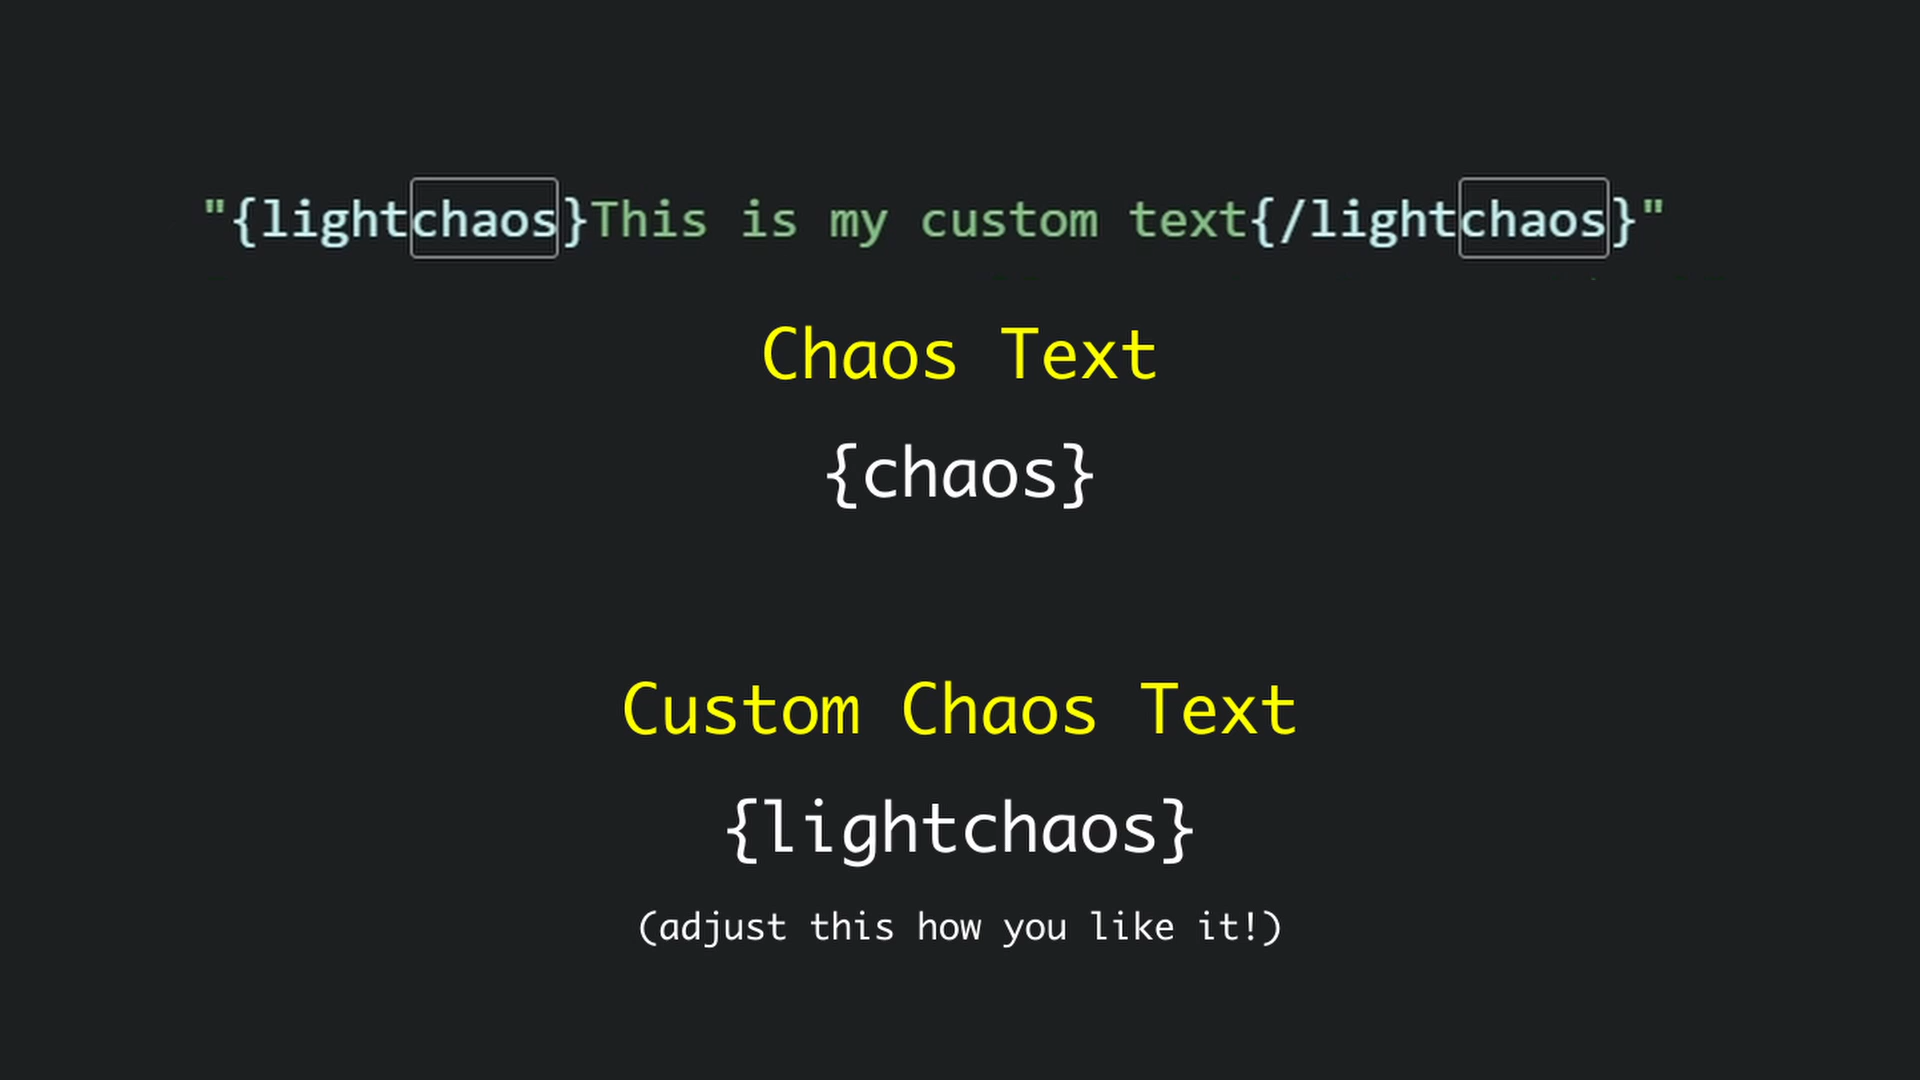 "{lightchaos}This is my custom text{/lightchaos}"
Chaos Text
{chaos}
Custom Chaos Text
{lightchaos}
(adjust this how you like it!)